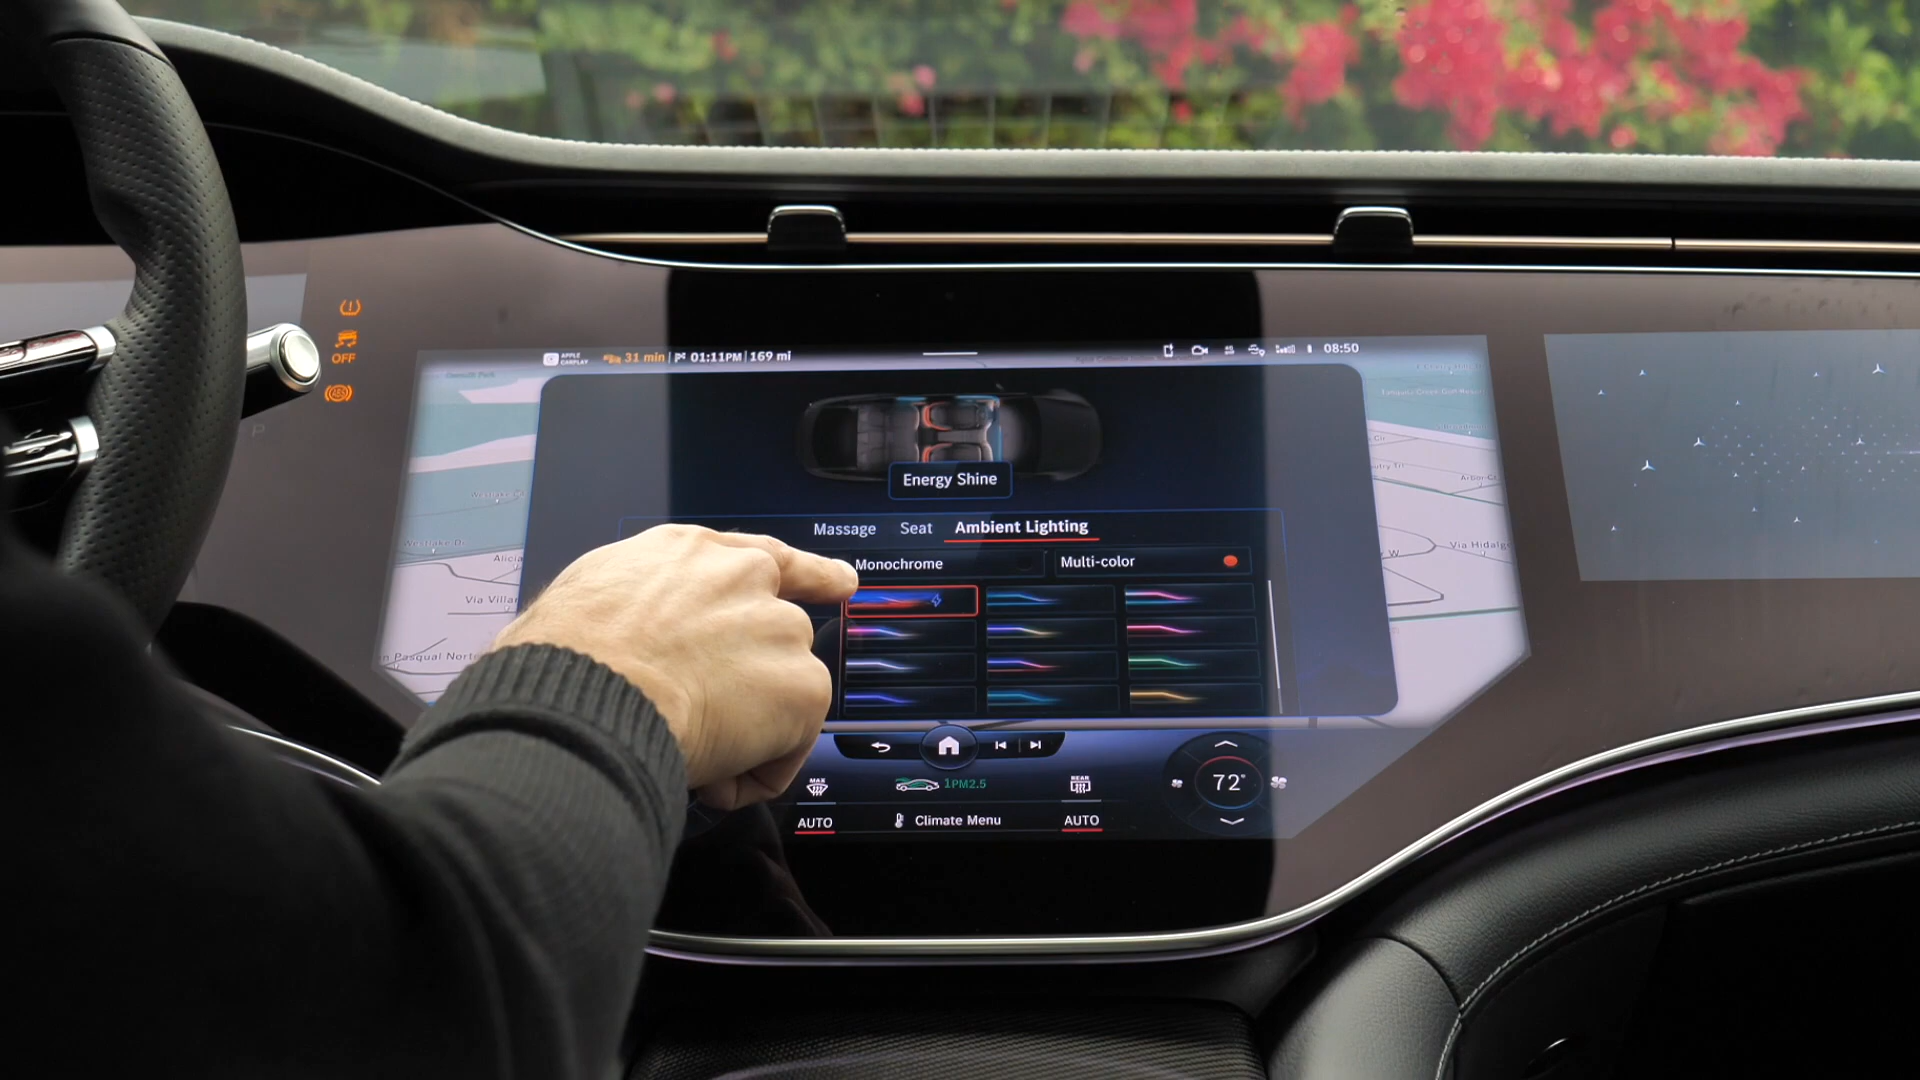 OFF
P
APPLE CARPLAY 31 min | 01:11PM | 169 mi
08:50
Energy Shine
Massage Seat Ambient Lighting
Monochrome Multi-color
Westlake Dr
Alicia
Via Villa
n Pasqual Nort
Via Hidalg
W
MAX
1PM2.5
REAR
72°
AUTO
Climate Menu
AUTO